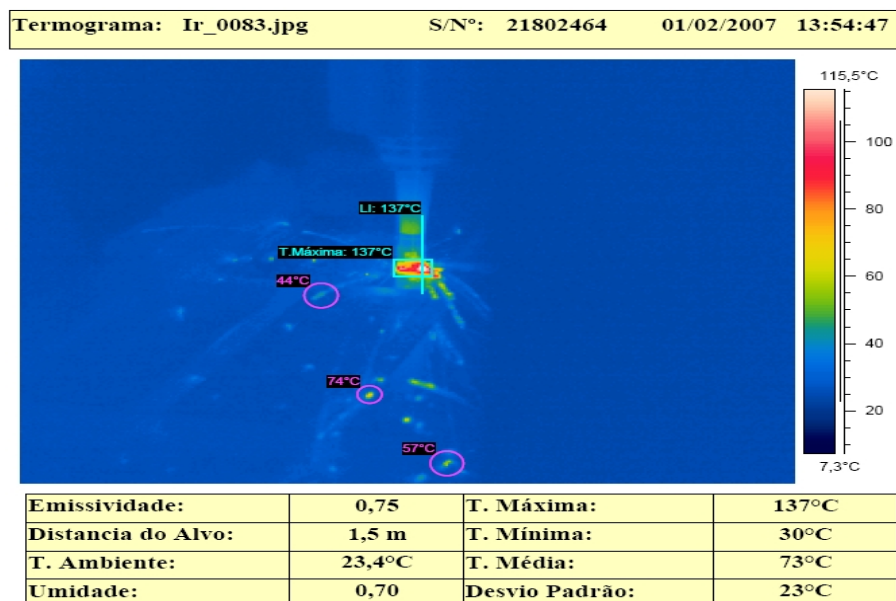 Termograma: Ir_0083.jpg S/Nº: 21802464 01/02/2007 13:54:47
115,5°C
100
80
60
40
20
7,3°C
LI: 137°C
T.Máxima: 137°C
44°C
74°C
57°C
Emissividade: 0,75 T. Máxima: 137°C
Distancia do Alvo: 1,5 m T. Mínima: 30°C
T. Ambiente: 23,4°C T. Média: 73°C
Umidade: 0,70 Desvio Padrão: 23°C